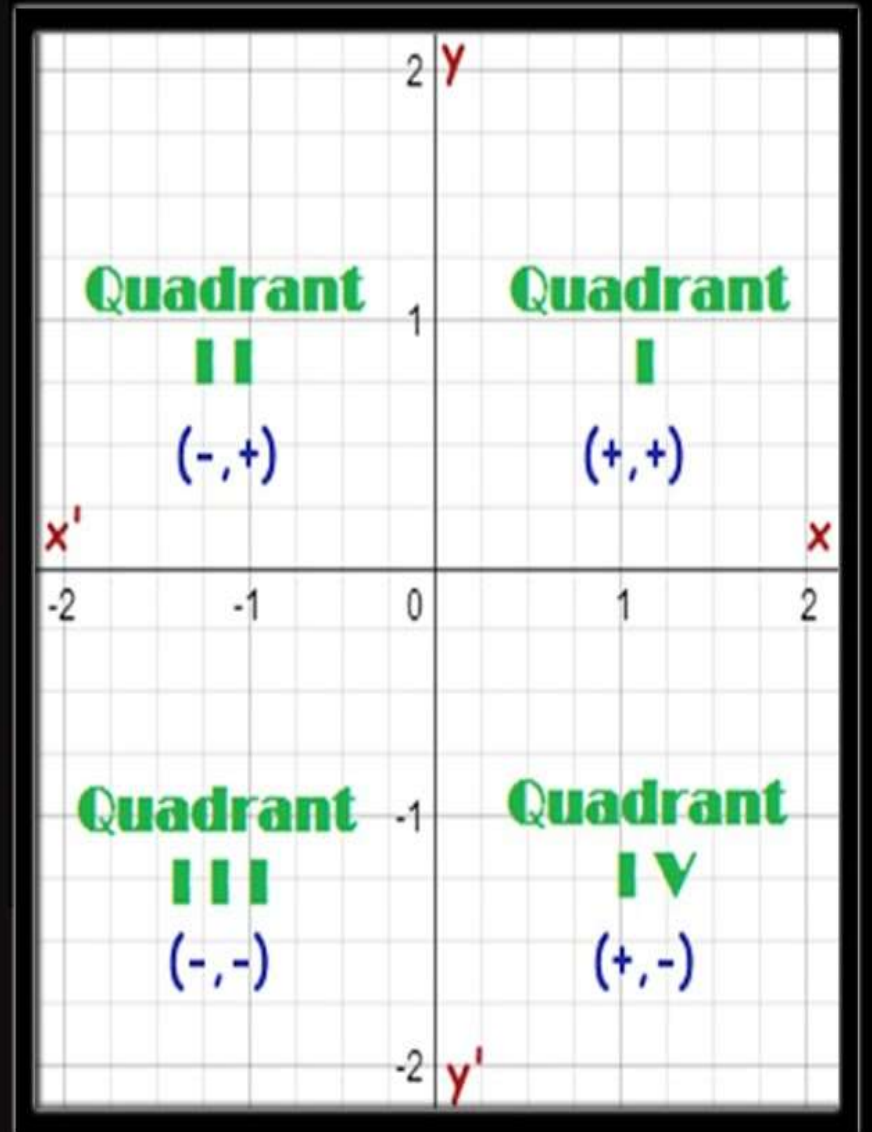 2 y
Quadrant
II
(-,+)
Quadrant
I
(+,+)
1
x'
x
-2
-1
0
1
2
Quadrant
III
(-,-)
-1
Quadrant
IV
(+,-)
-2
y'